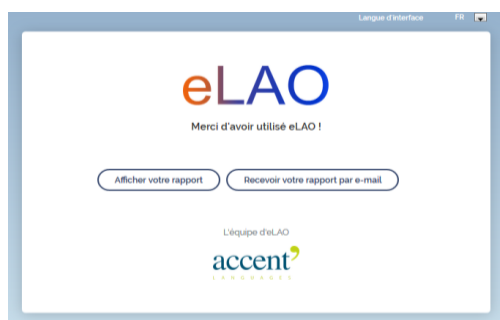 Langue d'interface FR
eLAO
Merci d'avoir utilisé eLAO !
Afficher votre rapport Recevoir votre rapport par e-mail
L'équipe d'eLAO
accent'
LANGUAGES